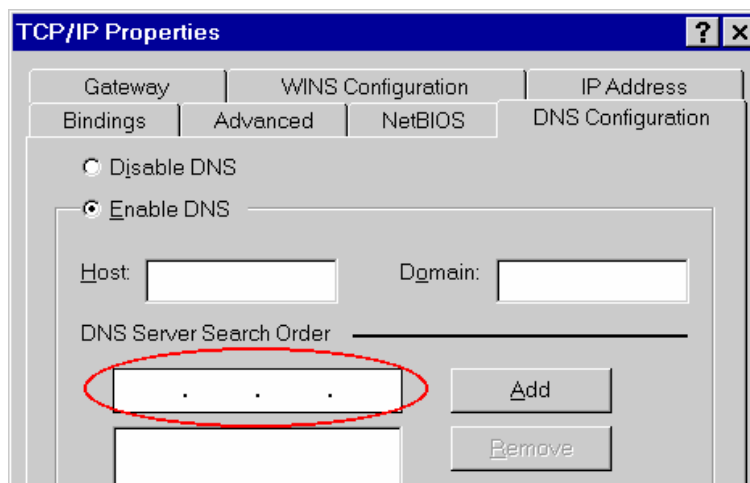 TCP/IP Properties
? X
Gateway WINS Configuration IP Address
Bindings Advanced NetBIOS DNS Configuration
Disable DNS
Enable DNS
Host: Domain:
DNS Server Search Order
. . . Add
Remove